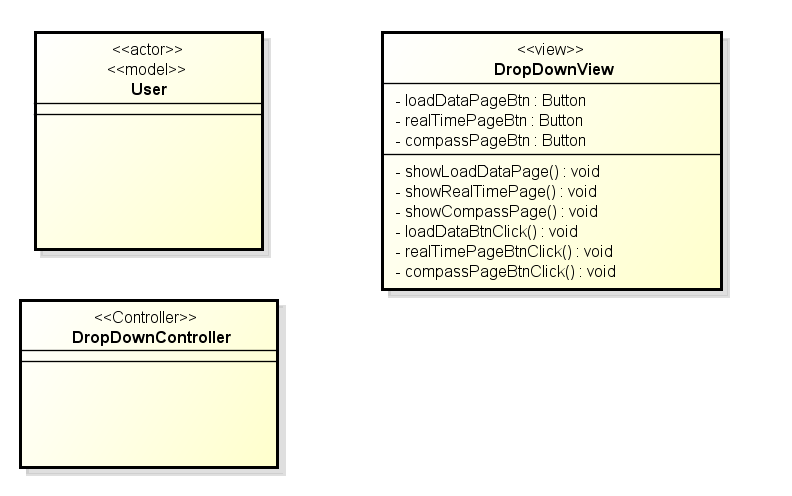 <<actor>>
<<model>>
User
<<view>>
DropDownView
- loadDataPageBtn : Button
- realTimePageBtn : Button
- compassPageBtn : Button
- showLoadDataPage() : void
- showRealTimePage() : void
- showCompassPage() : void
- loadDataBtnClick() : void
- realTimePageBtnClick() : void
- compassPageBtnClick() : void
<<Controller>>
DropDownController